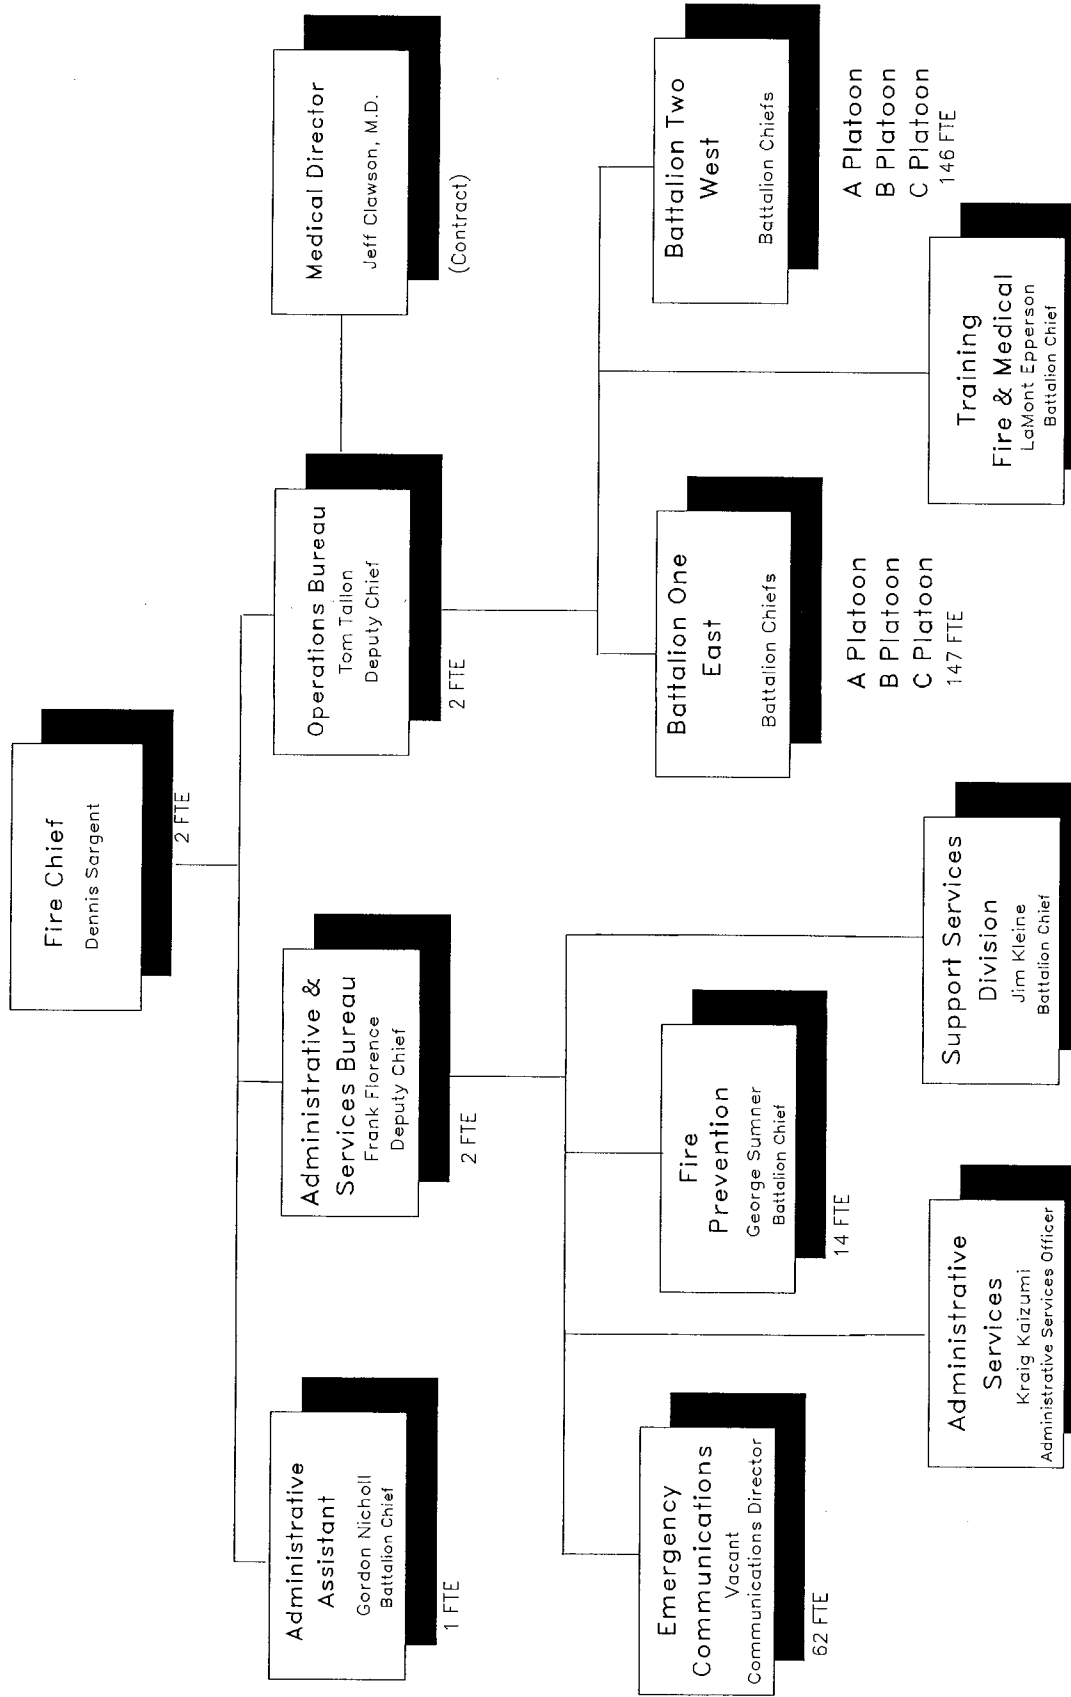 Fire Chief
Dennis Sargent
2 FTE
Administrative
Assistant
Gordon Nicholl
Battalion Chief
1 FTE
Administrative &
Services Bureau
Frank Florence
Deputy Chief
2 FTE
Operations Bureau
Tom Tallon
Deputy Chief
2 FTE
Medical Director
Jeff Clawson, M.D.
(Contract)
Emergency
Communications
Vacant
Communications Director
62 FTE
Fire
Prevention
George Sumner
Battalion Chief
14 FTE
Battalion One
East
Battalion Chiefs
A Platoon
B Platoon
C Platoon
147 FTE
Battalion Two
West
Battalion Chiefs
A Platoon
B Platoon
C Platoon
146 FTE
Administrative
Services
Kraig Kaizumi
Administrative Services Officer
Support Services
Division
Jim Kleine
Battalion Chief
Training
Fire & Medical
LaMont Epperson
Battalion Chief